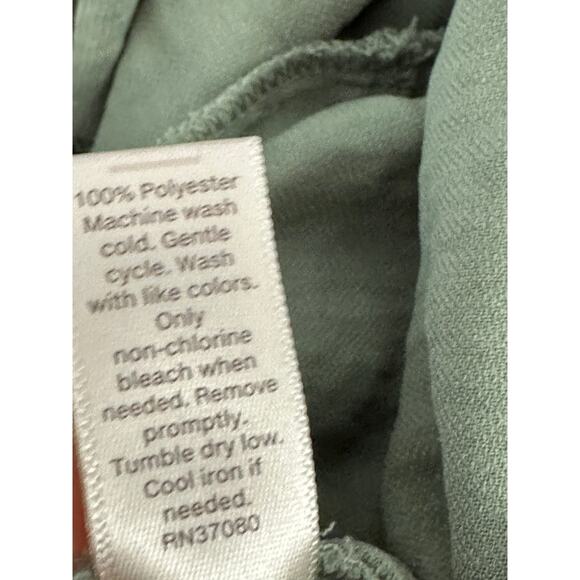 100% Polyester
Machine wash
cold. Gentle
cycle. Wash
with like colors.
Only
non-chlorine
bleach when
needed. Remove
promptly.
Tumble dry low.
Cool iron if
needed.
RN37080